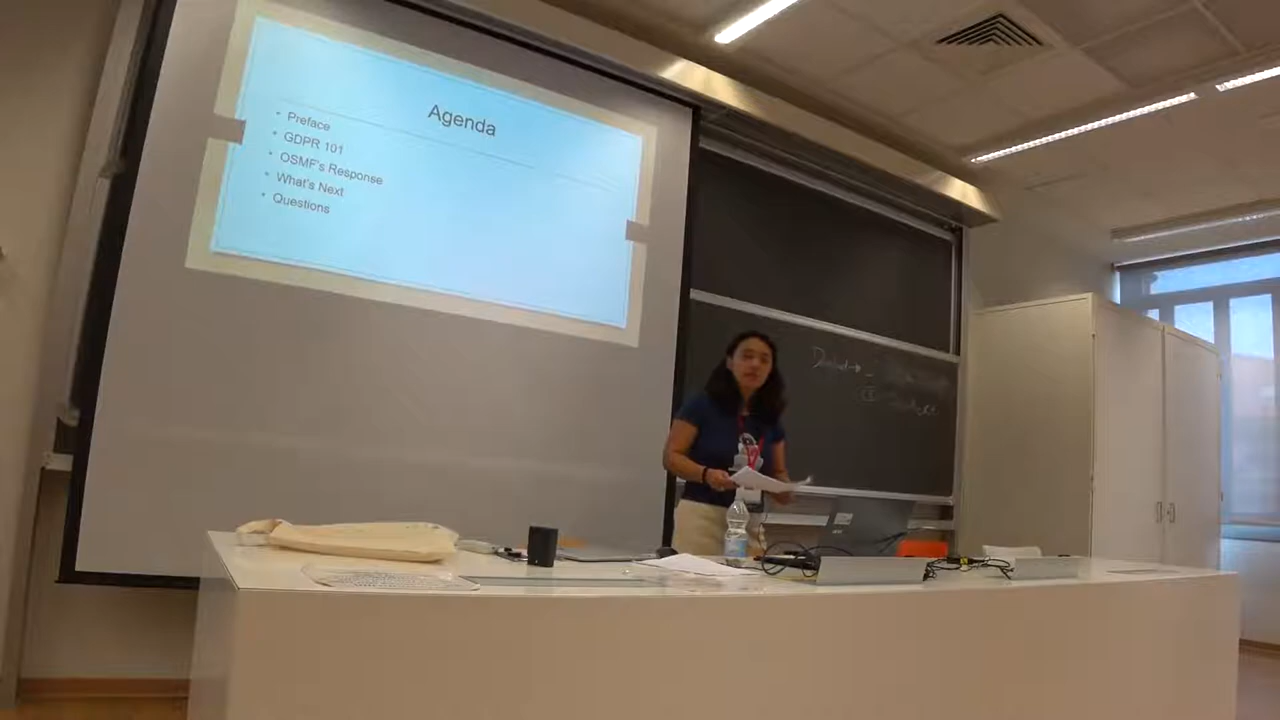 Agenda
• Preface
• GDPR 101
• OSMF's Response
• What's Next
• Questions